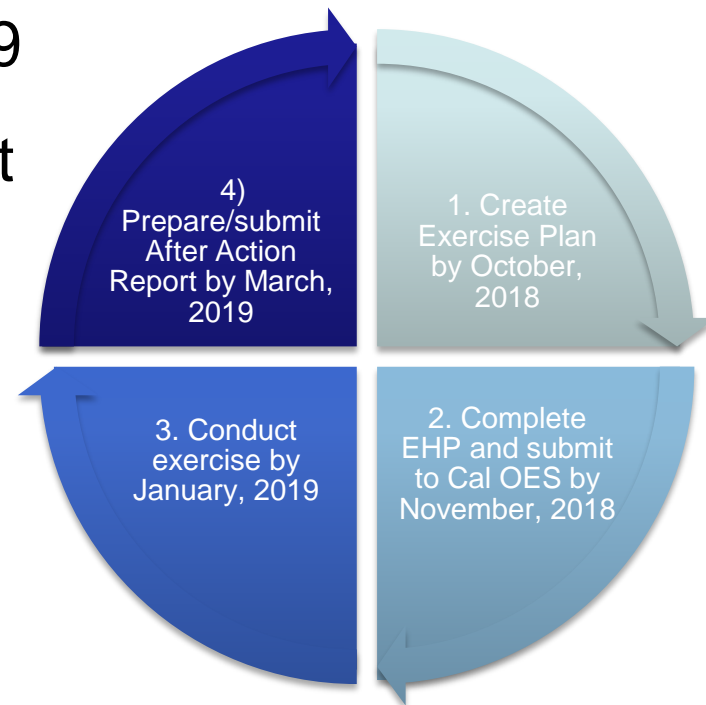 9
t
4)
Prepare/submit
After Action
Report by March,
2019
1. Create
Exercise Plan
by October,
2018
3. Conduct
exercise by
January, 2019
2. Complete
EHP and submit
to Cal OES by
November, 2018